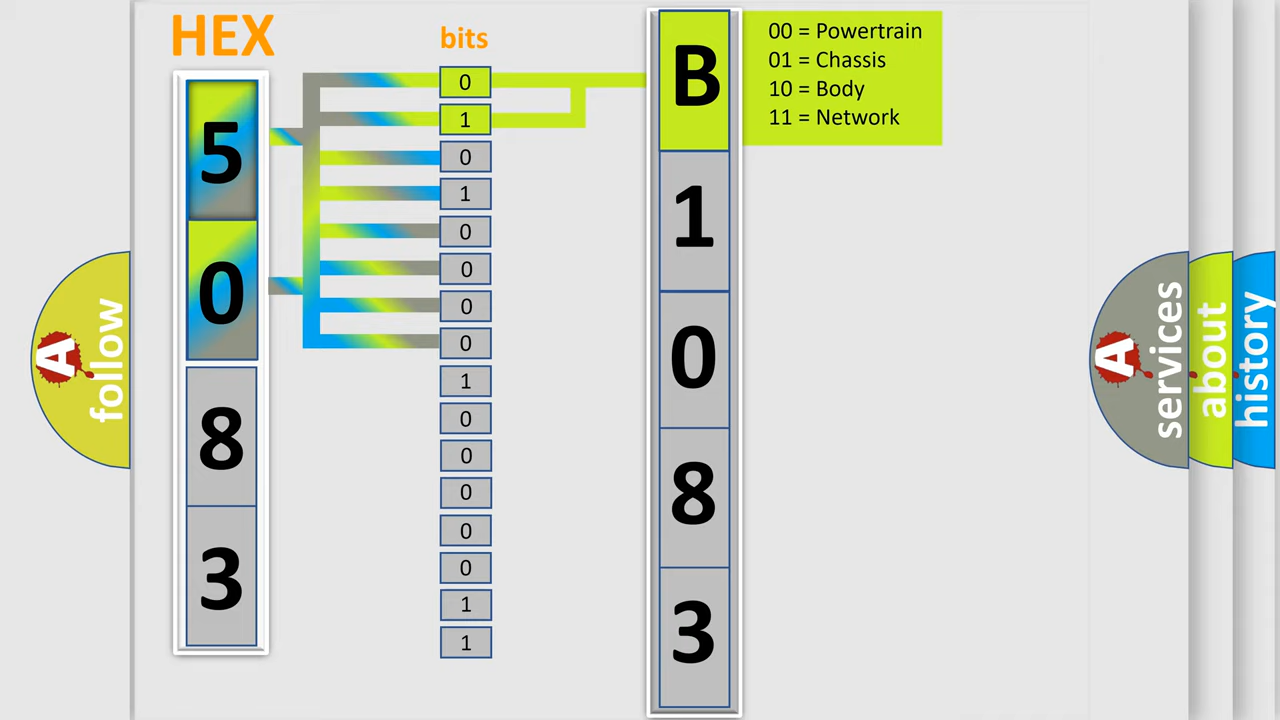 HEX
5
0
8
3
bits
0
1
0
1
0
0
0
0
1
0
0
0
0
0
1
1
B
1
0
8
3
00 = Powertrain
01 = Chassis
10 = Body
11 = Network
A
follow
A
services
about
history